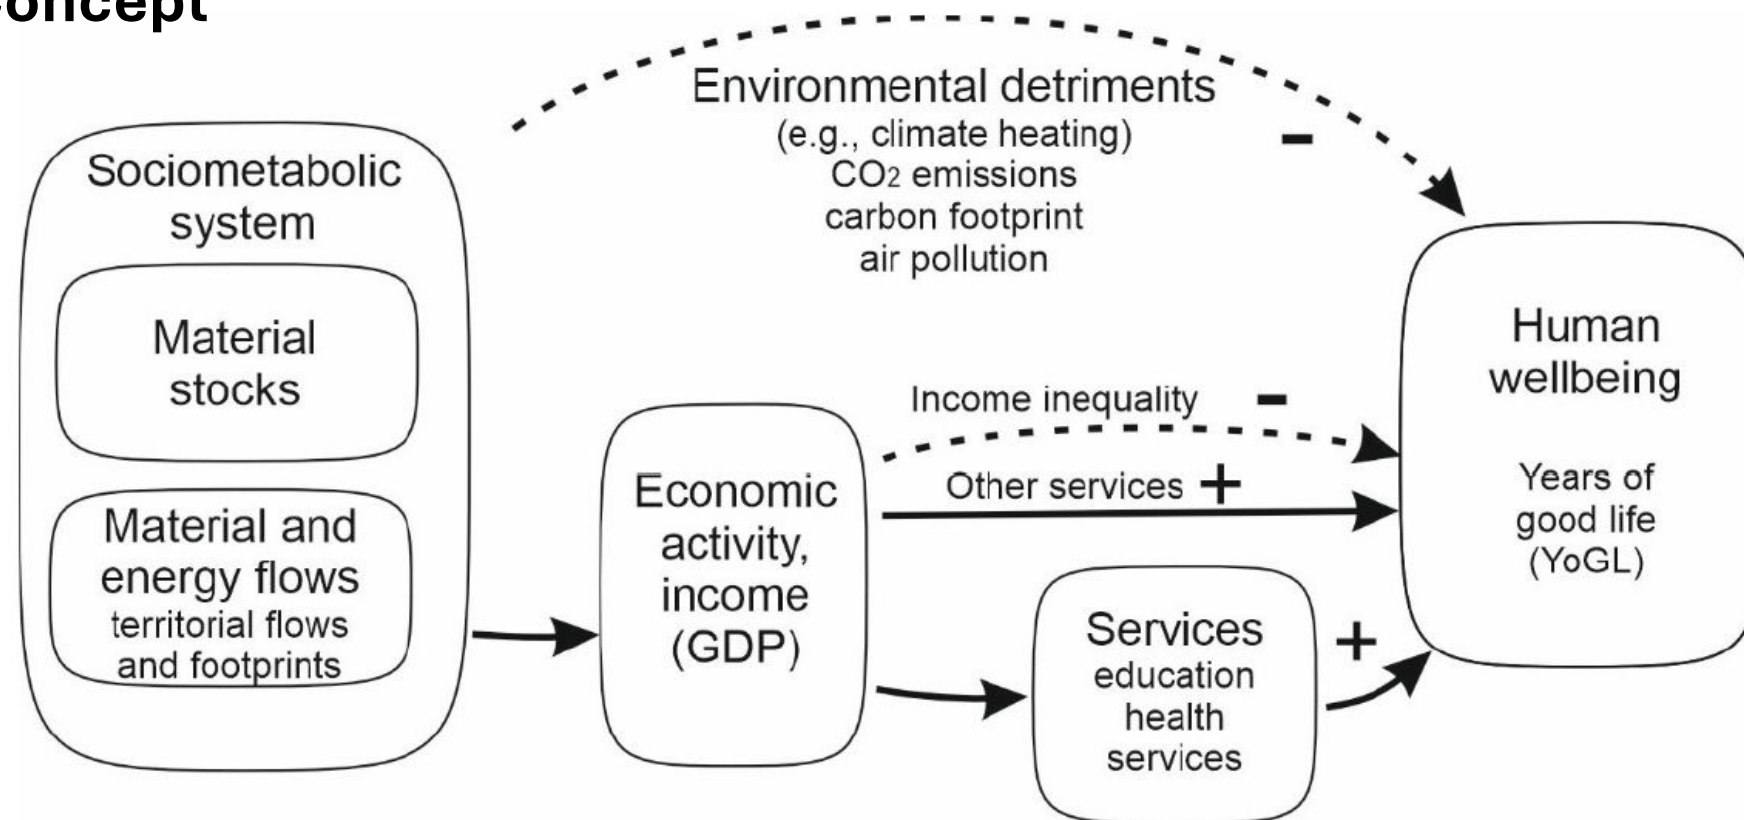 concept
Environmental detriments
(e.g., climate heating)
CO2 emissions
carbon footprint
air pollution
-
Sociometabolic
system
Material
stocks
Material and
energy flows
territorial flows
and footprints
Economic
activity,
income
(GDP)
Income inequality -
Other services +
Services
education
health
services
+
Human
wellbeing
Years of
good life
(YoGL)